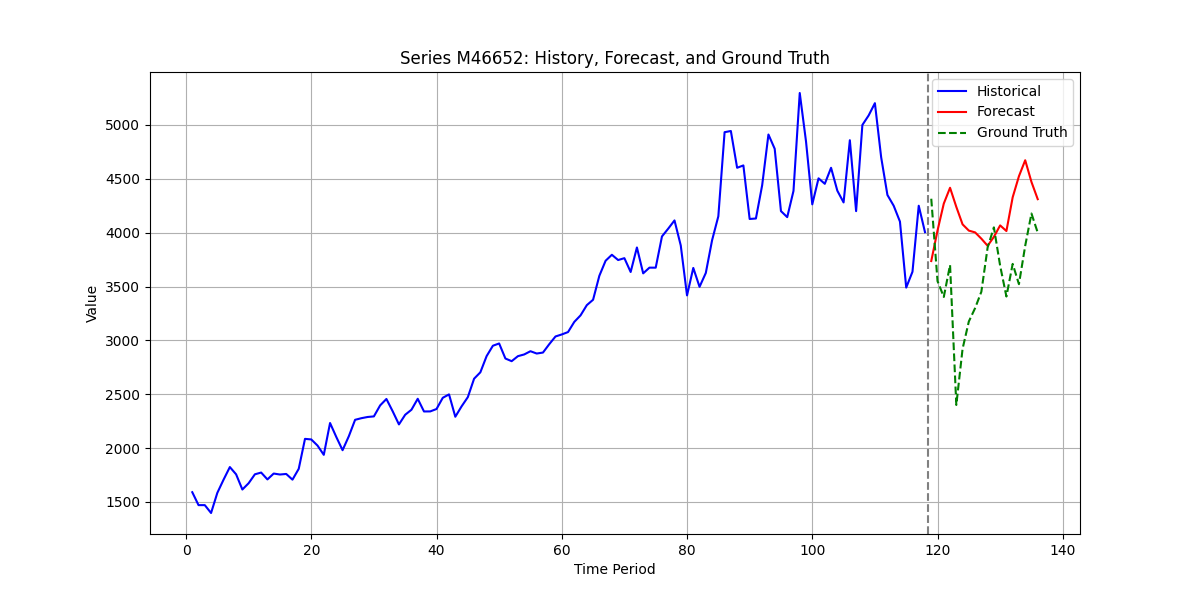 Series M46652: History, Forecast, and Ground Truth
Historical
Forecast
Ground Truth
Value
5000
4500
4000
3500
3000
2500
2000
1500
0 20 40 60 80 100 120 140
Time Period